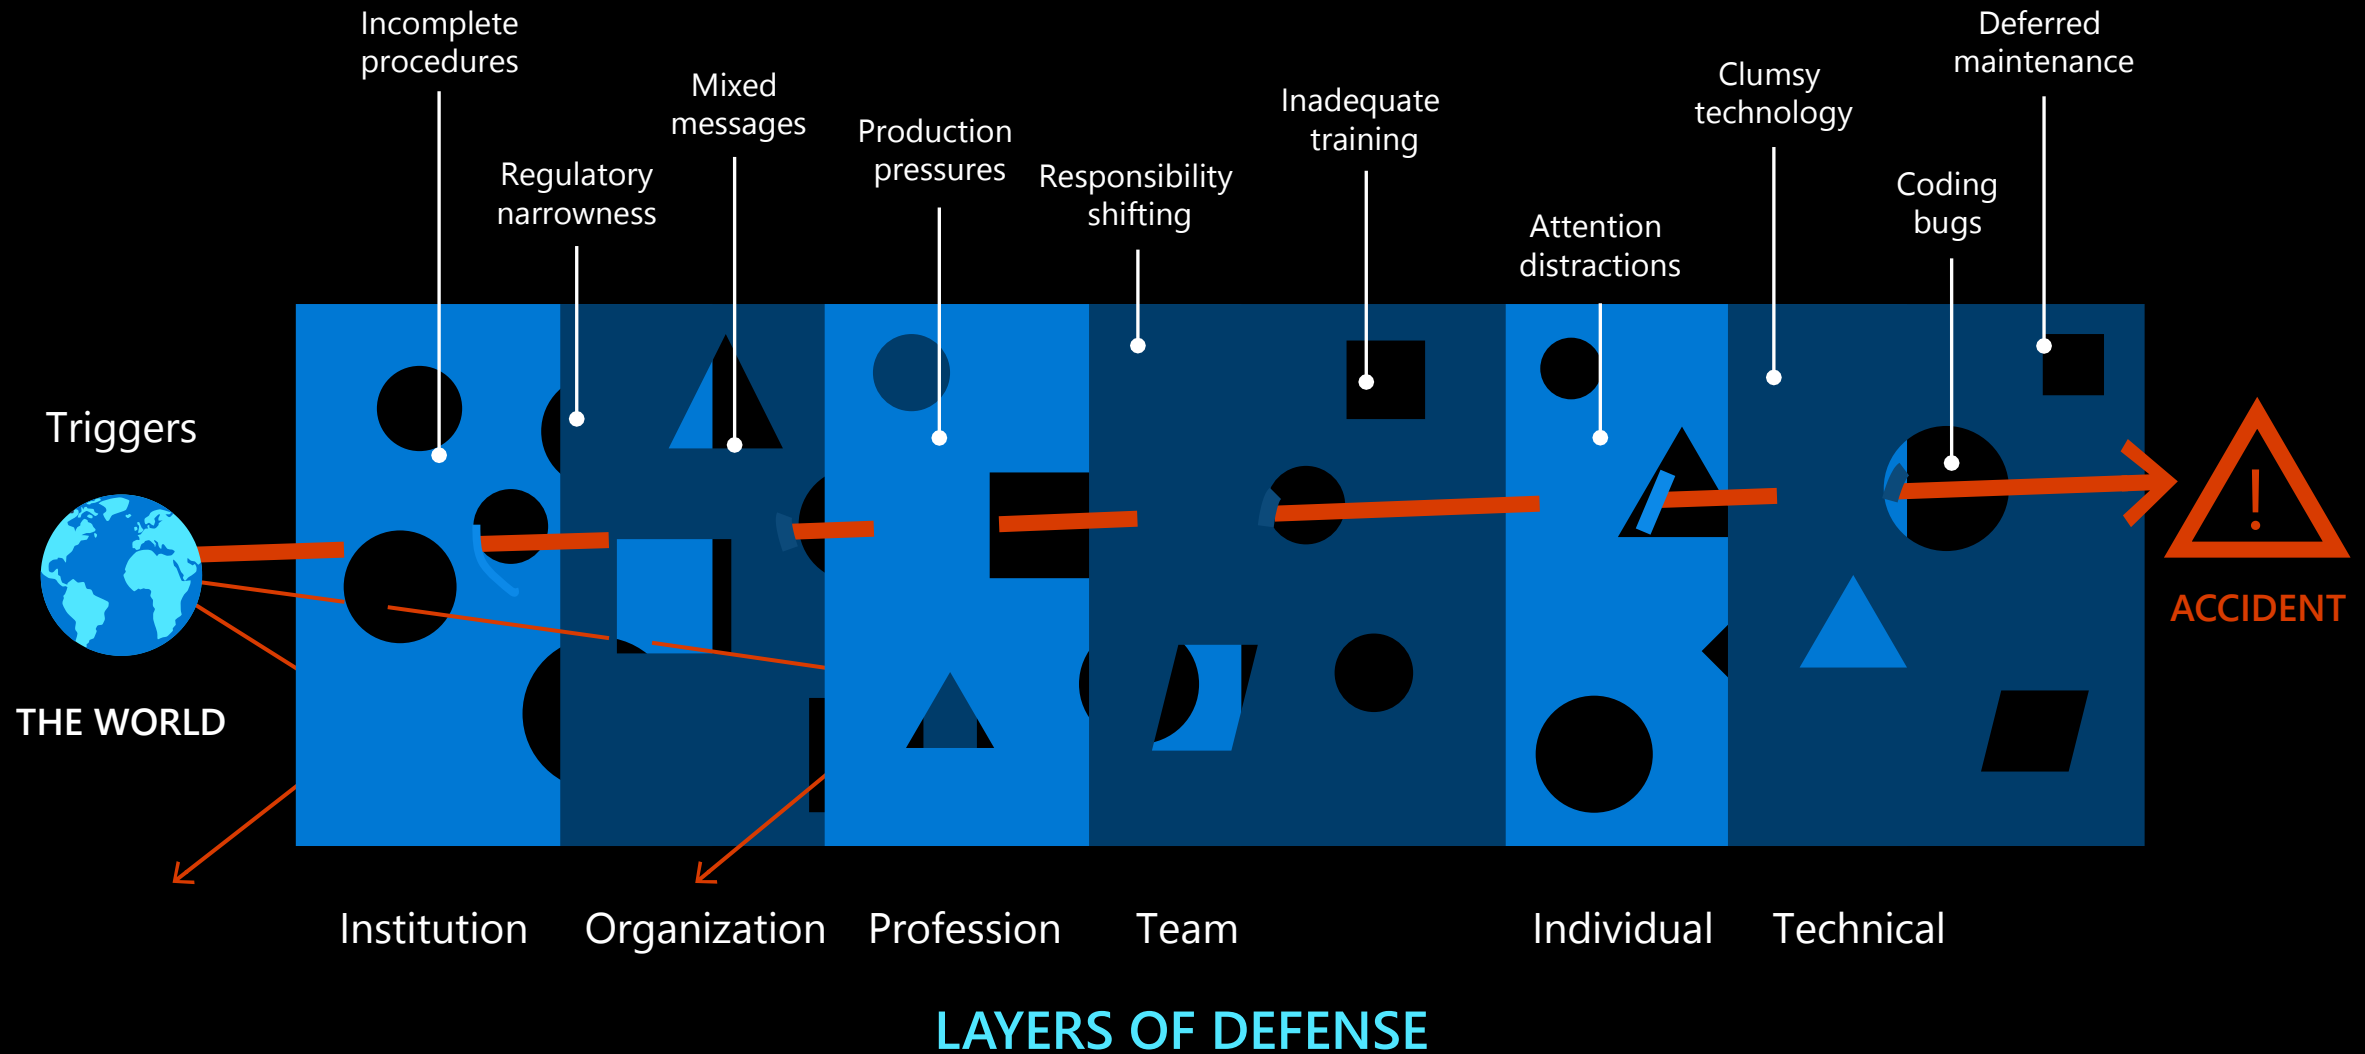 Incomplete
procedures
Regulatory
narrowness
Mixed
messages
Production
pressures
Responsibility
shifting
Inadequate
training
Attention
distractions
Clumsy
technology
Coding
bugs
Deferred
maintenance
Triggers
THE WORLD
!
ACCIDENT
Institution
Organization
Profession
Team
Individual
Technical
LAYERS OF DEFENSE